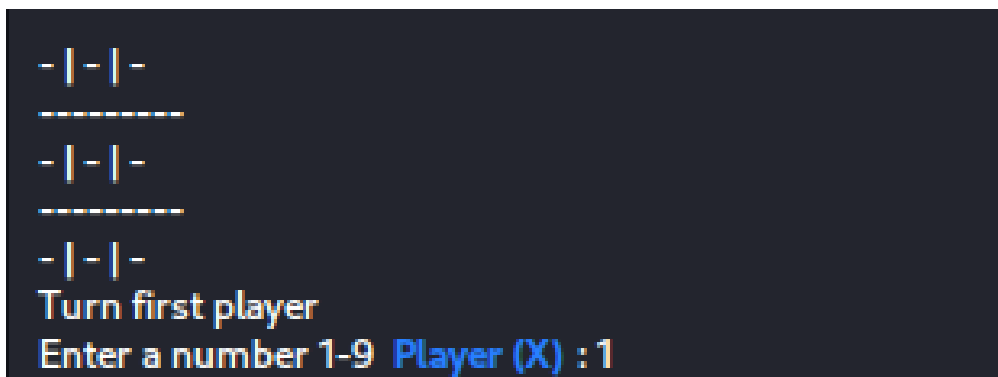 -|-|-
---------
-|-|-
---------
-|-|-
Turn first player
Enter a number 1-9 Player (X) : 1